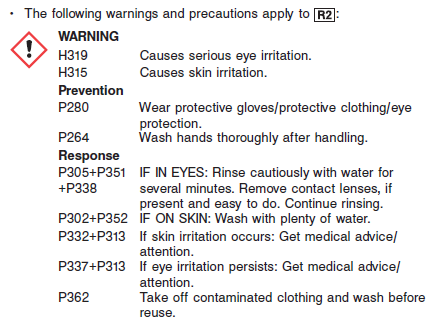 • The following warnings and precautions apply to R2:
WARNING
H319 Causes serious eye irritation.
H315 Causes skin irritation.
Prevention
P280 Wear protective gloves/protective clothing/eye
protection.
P264 Wash hands thoroughly after handling.
Response
P305+P351 IF IN EYES: Rinse cautiously with water for
+P338 several minutes. Remove contact lenses, if
present and easy to do. Continue rinsing.
P302+P352 IF ON SKIN: Wash with plenty of water.
P332+P313 If skin irritation occurs: Get medical advice/
attention.
P337+P313 If eye irritation persists: Get medical advice/
attention.
P362 Take off contaminated clothing and wash before
reuse.